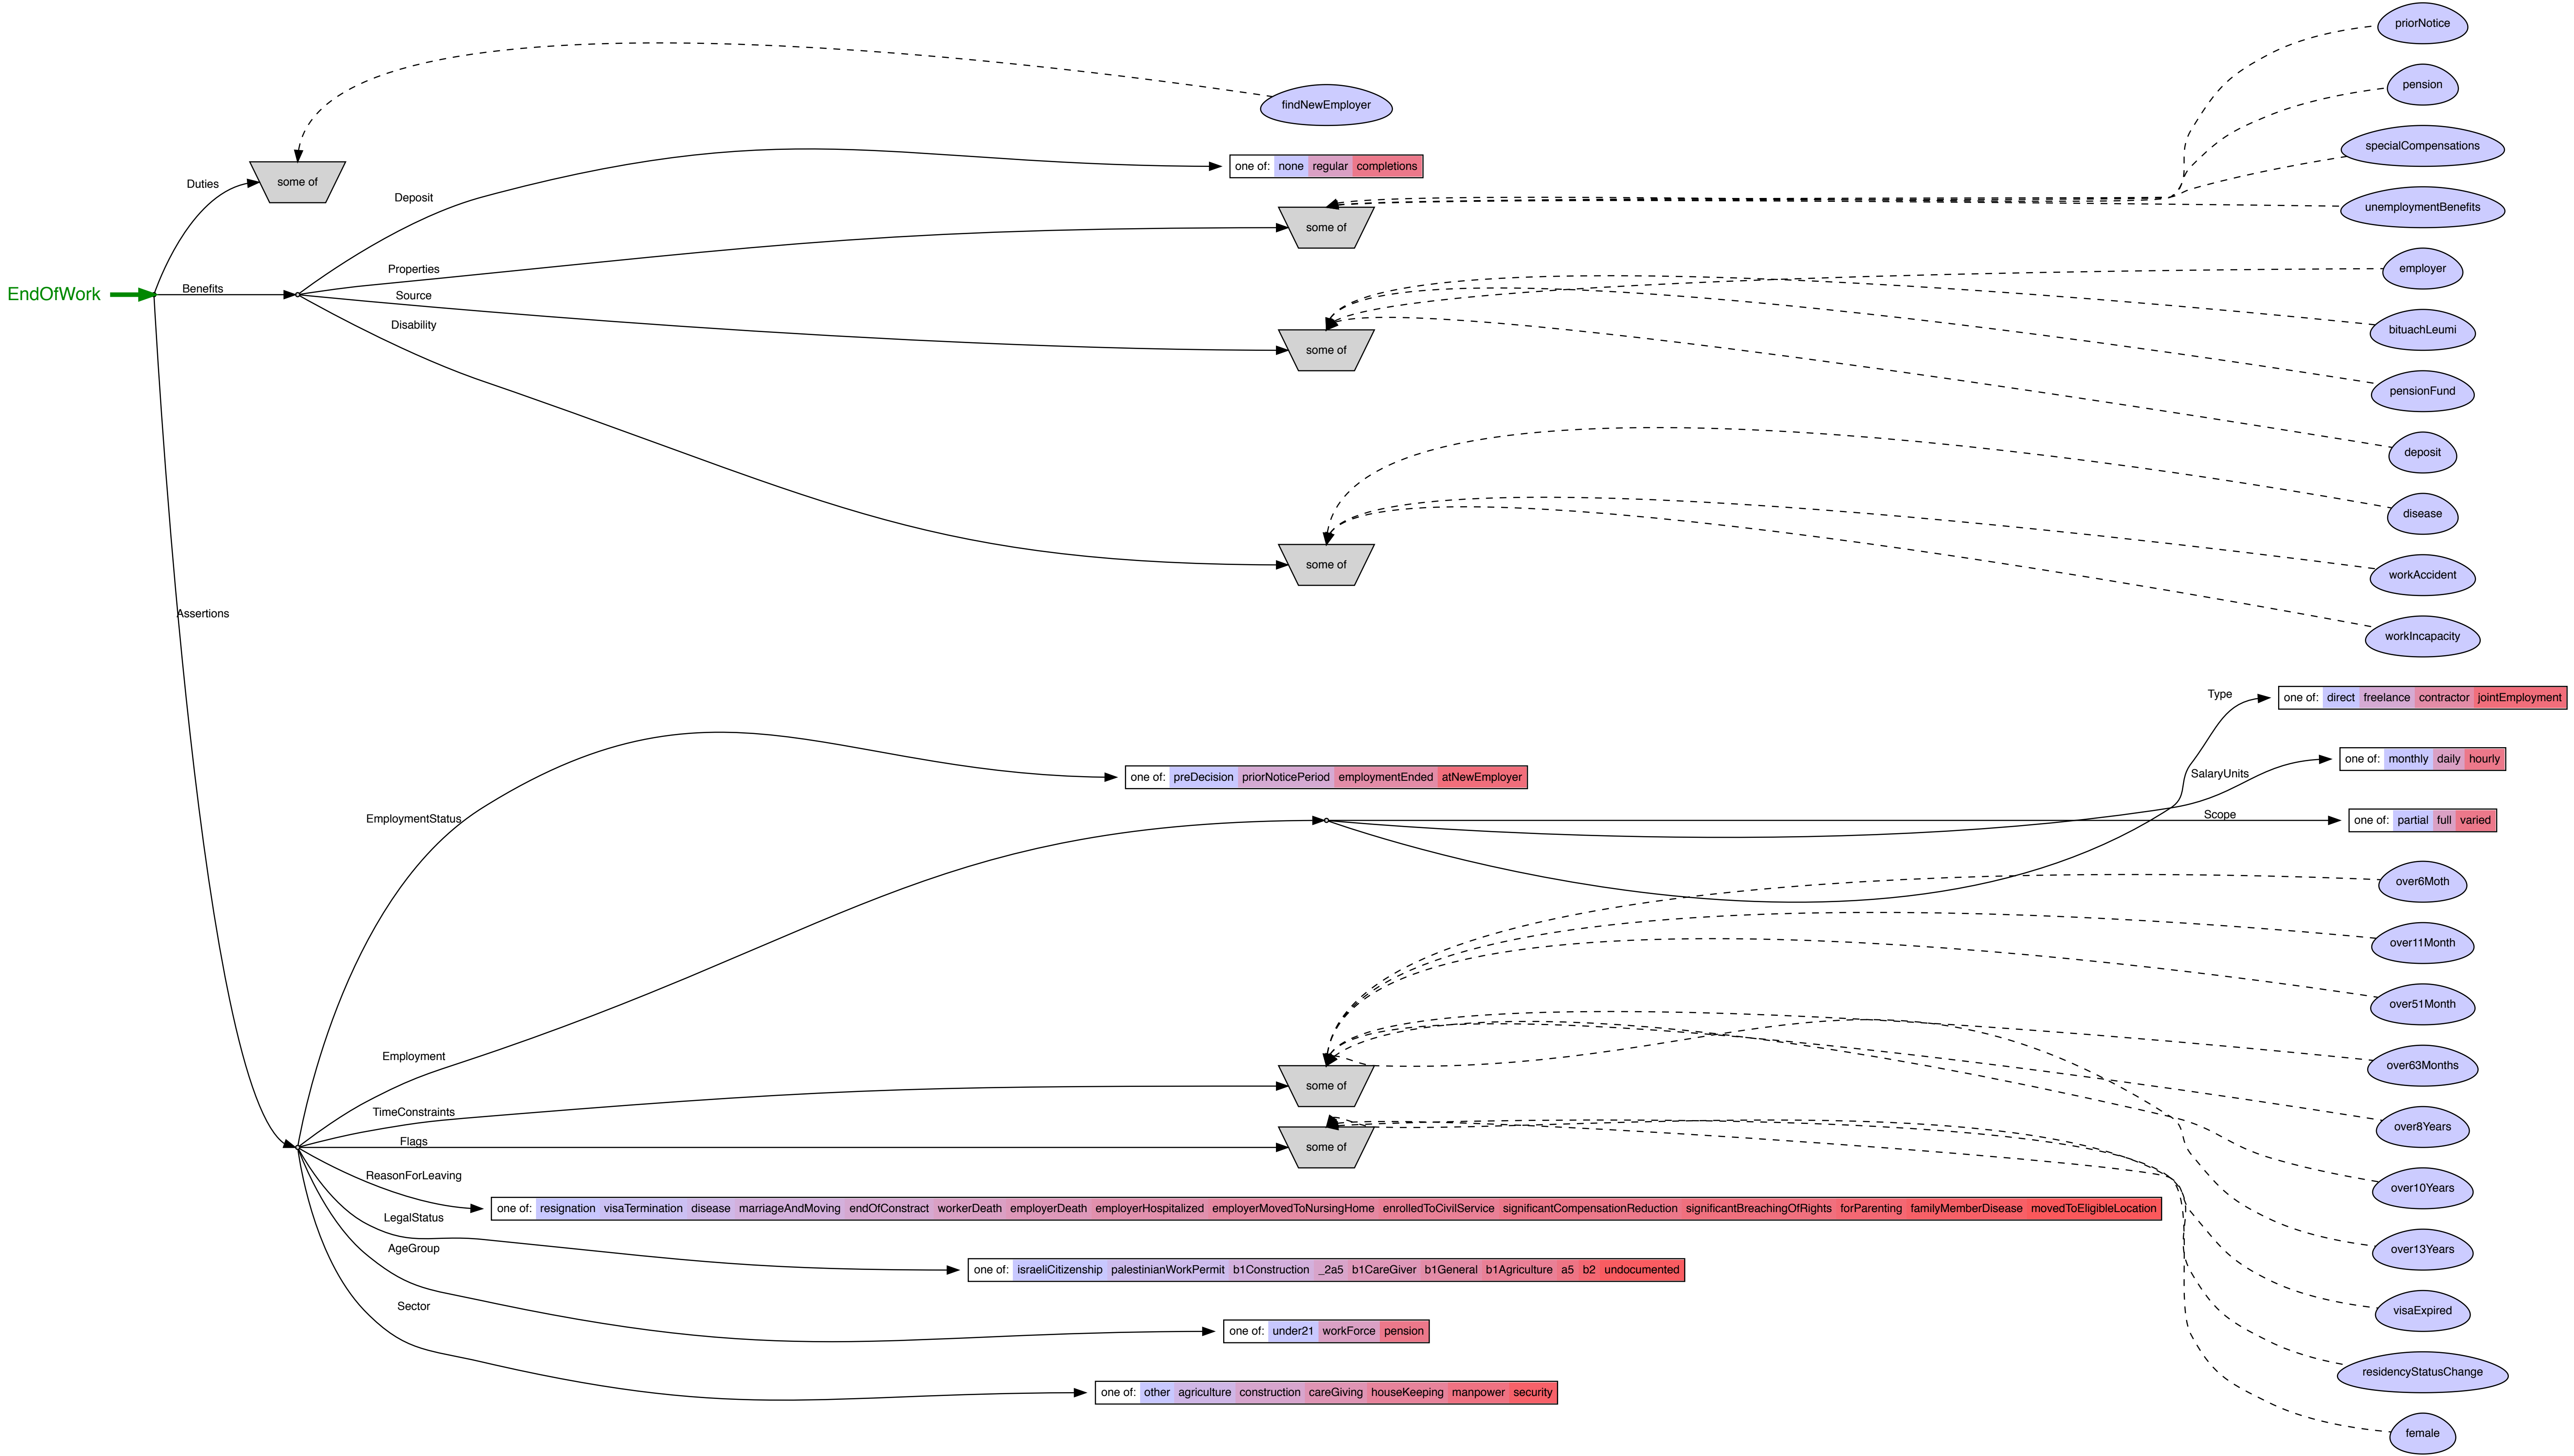 priorNotice
pension
findNewEmployer
specialCompensations
one of: none regular completions
Duties
some of
Deposit
unemploymentBenefits
some of
Properties
employer
EndOfWork
Benefits
Source
Disability
bituachLeumi
some of
pensionFund
deposit
disease
some of
workAccident
Assertions
workIncapacity
Type
one of: direct freelance contractor jointEmployment
one of: monthly daily hourly
SalaryUnits
one of: preDecision priorNoticePeriod employmentEnded atNewEmployer
EmploymentStatus
Scope
one of: partial full varied
over6Moth
over11Month
over51Month
Employment
over63Months
some of
TimeConstraints
over8Years
Flags
some of
ReasonForLeaving
over10Years
one of: resignation visaTermination disease marriageAndMoving endOfConstract workerDeath employerDeath employerHospitalized employerMovedToNursingHome enrolledToCivilService significantCompensationReduction significantBreachingOfRights forParenting familyMemberDisease movedToEligibleLocation
LegalStatus
AgeGroup
over13Years
one of: israeliCitizenship palestinianWorkPermit b1Construction _2a5 b1CareGiver b1General b1Agriculture a5 b2 undocumented
Sector
visaExpired
one of: under21 workForce pension
residencyStatusChange
one of: other agriculture construction careGiving houseKeeping manpower security
female